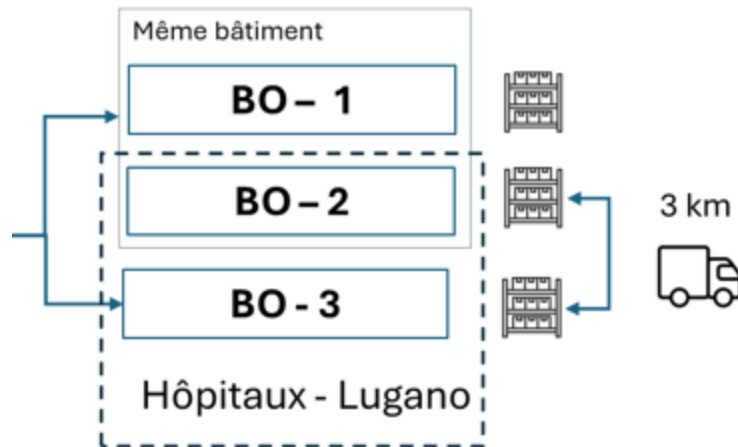 Même bâtiment
BO – 1
BO – 2
3 km
BO - 3
Hôpitaux - Lugano